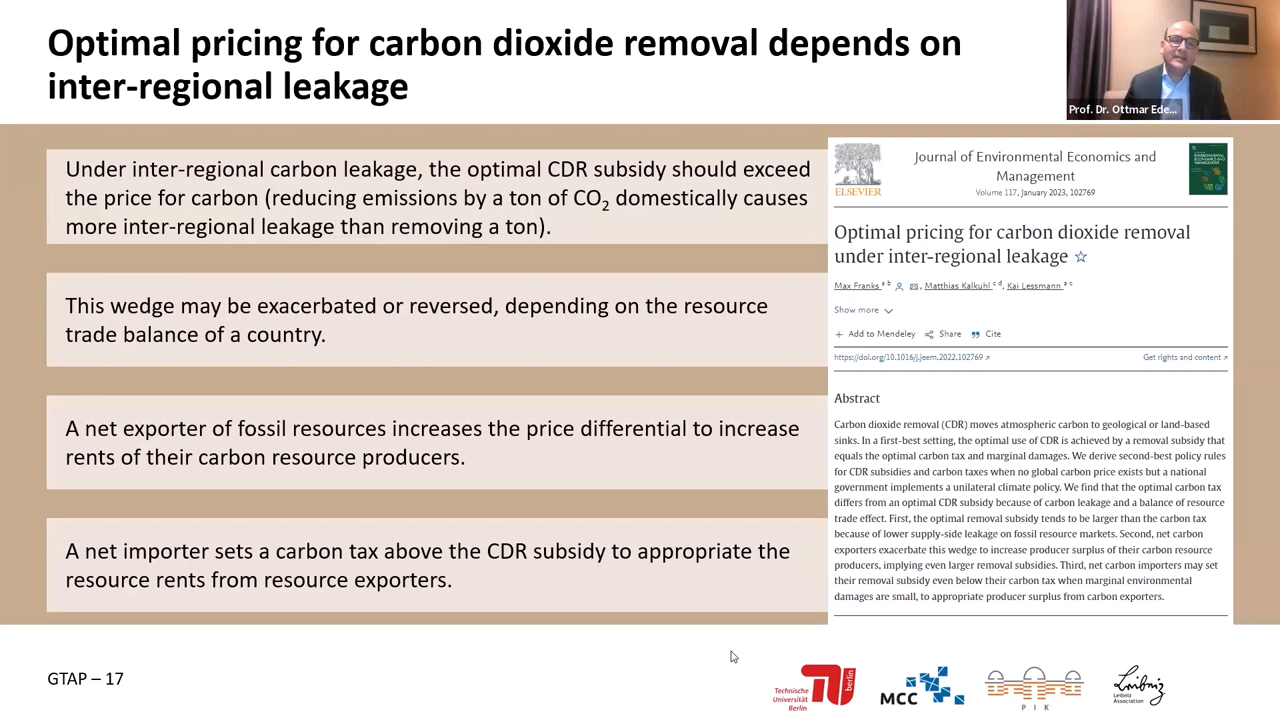 Optimal pricing for carbon dioxide removal depends on
inter-regional leakage
Prof. Dr. Ottmar Ede...
Under inter-regional carbon leakage, the optimal CDR subsidy should exceed
the price for carbon (reducing emissions by a ton of CO2 domestically causes
more inter-regional leakage than removing a ton).
This wedge may be exacerbated or reversed, depending on the resource
trade balance of a country.
A net exporter of fossil resources increases the price differential to increase
rents of their carbon resource producers.
A net importer sets a carbon tax above the CDR subsidy to appropriate the
resource rents from resource exporters.
ELSEVIER
Journal of Environmental Economics and
Management
Volume 117, January 2023, 102769
Optimal pricing for carbon dioxide removal
under inter-regional leakage ☆
Max Franks a b, Matthias Kalkuhl c d, Kai Lessmann a c
Show more
+ Add to Mendeley Share Cite
https://doi.org/10.1016/j.jeem.2022.102769 ↗ Get rights and content ↗
Abstract
Carbon dioxide removal (CDR) moves atmospheric carbon to geological or land-based
sinks. In a first-best setting, the optimal use of CDR is achieved by a removal subsidy that
equals the optimal carbon tax and marginal damages. We derive second-best policy rules
for CDR subsidies and carbon taxes when no global carbon price exists but a national
government implements a unilateral climate policy. We find that the optimal carbon tax
differs from an optimal CDR subsidy because of carbon leakage and a balance of resource
trade effect. First, the optimal removal subsidy tends to be larger than the carbon tax
because of lower supply-side leakage on fossil resource markets. Second, net carbon
exporters exacerbate this wedge to increase producer surplus of their carbon resource
producers, implying even larger removal subsidies. Third, net carbon importers may set
their removal subsidy even below their carbon tax when marginal environmental
damages are small, to appropriate producer surplus from carbon exporters.
GTAP – 17
Technische
Universität
Berlin
berlin
MCC
P I K
Leibniz
Leibniz
Association